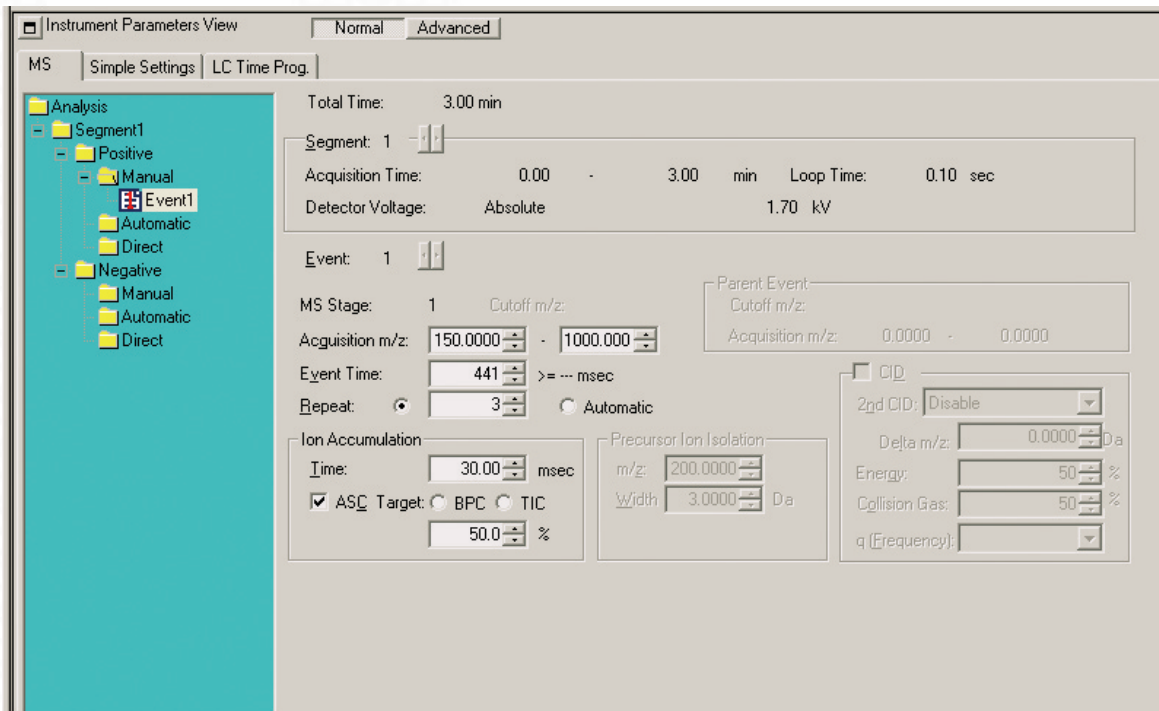 Instrument Parameters View Normal Advanced
MS Simple Settings LC Time Prog.
Analysis
Segment1
Positive
Manual
Event1
Automatic
Direct
Negative
Manual
Automatic
Direct
Total Time: 3.00 min
Segment: 1
Acquisition Time: 0.00 - 3.00 min Loop Time: 0.10 sec
Detector Voltage: Absolute 1.70 kV
Event: 1
MS Stage: 1 Cutoff m/z:
Acquisition m/z: 150.0000 - 1000.000
Event Time: 441 >= --- msec
Repeat: 3 Automatic
Parent Event
Cutoff m/z:
Acquisition m/z: 0.0000 - 0.0000
Ion Accumulation
Time: 30.00 msec
ASC Target: BPC TIC
50.0 %
Precursor Ion Isolation
m/z: 200.0000
Width 3.0000 Da
CID
2nd CID: Disable
Delta m/z: 0.0000 Da
Energy: 50 %
Collision Gas: 50 %
q (Frequency):